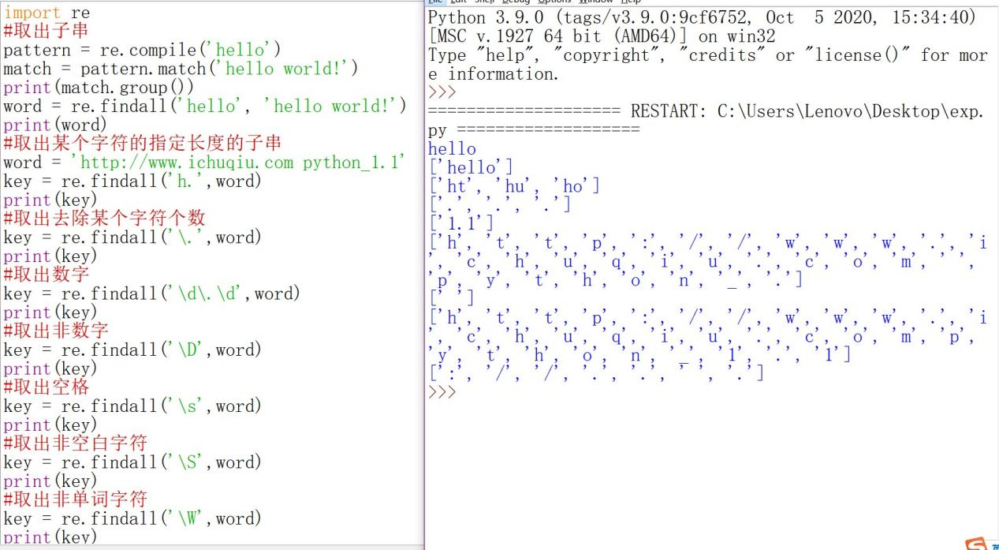 import re
#取出子串
pattern = re.compile('hello')
match = pattern.match('hello world!')
print(match.group())
word = re.findall('hello', 'hello world!')
print(word)
#取出某个字符的指定长度的子串
word = 'http://www.ichuqiu.com python_1.1'
key = re.findall('h.',word)
print(key)
#取出去除某个字符个数
key = re.findall('\.',word)
print(key)
#取出数字
key = re.findall('\d\.\d',word)
print(key)
#取出非数字
key = re.findall('\D',word)
print(key)
#取出空格
key = re.findall('\s',word)
print(key)
#取出非空白字符
key = re.findall('\S',word)
print(key)
#取出非单词字符
key = re.findall('\W',word)
print(key)
File Edit Shell Debug Options Window Help
Python 3.9.0 (tags/v3.9.0:9cf6752, Oct  5 2020, 15:34:40)
[MSC v.1927 64 bit (AMD64)] on win32
Type "help", "copyright", "credits" or "license()" for mor
e information.
>>>
==================== RESTART: C:\Users\Lenovo\Desktop\exp.
py ===================
hello
['hello']
['ht', 'hu', 'ho']
['.', '.', '.']
['1.1']
['h', 't', 't', 'p', ':', '/', '/', 'w', 'w', 'w', '.', 'i
', 'c', 'h', 'u', 'q', 'i', 'u', '.', 'c', 'o', 'm', ' ', 
'p', 'y', 't', 'h', 'o', 'n', '_', '.']
[' ']
['h', 't', 't', 'p', ':', '/', '/', 'w', 'w', 'w', '.', 'i
', 'c', 'h', 'u', 'q', 'i', 'u', '.', 'c', 'o', 'm', 'p', '
y', 't', 'h', 'o', 'n', '_', '1', '.', '1']
[':', '/', '/', '.', '.', ' ', '.']
>>>